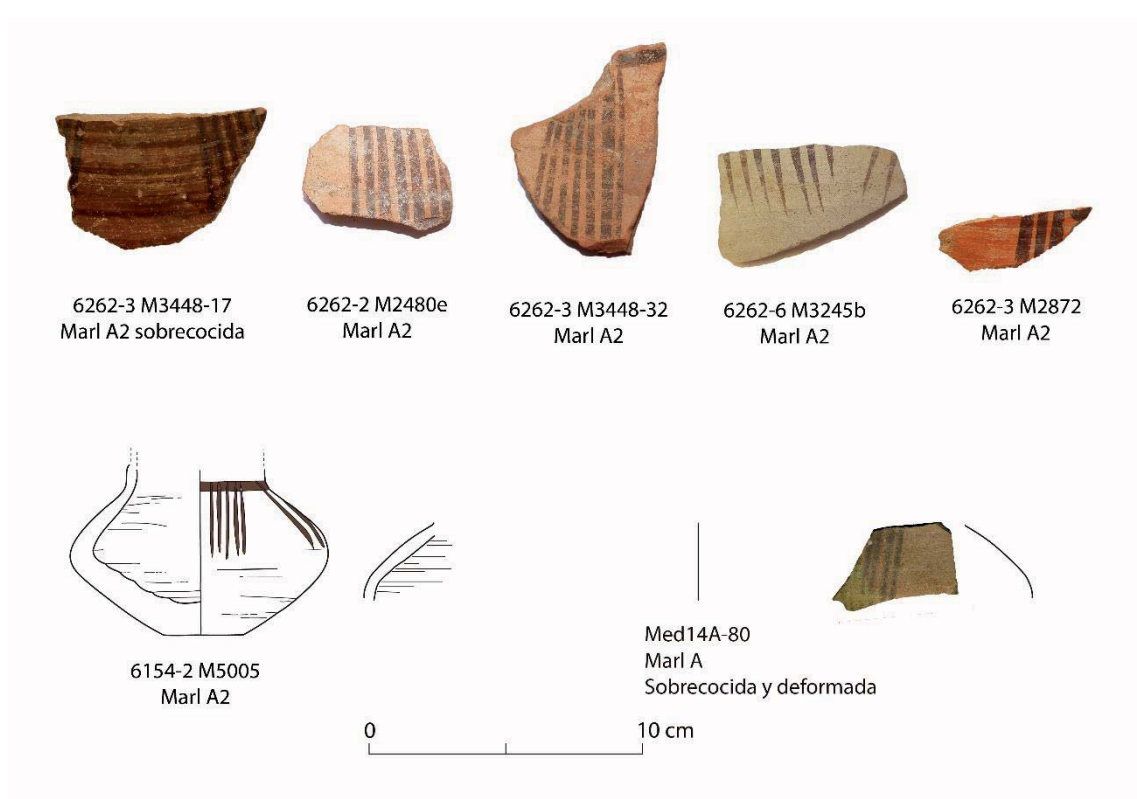 6262-3 M3448-17
Marl A2 sobrecocida
6262-2 M2480e
Marl A2
6262-3 M3448-32
Marl A2
6262-6 M3245b
Marl A2
6262-3 M2872
Marl A2
6154-2 M5005
Marl A2
Med14A-80
Marl A
Sobrecocida y deformada
0 10 cm